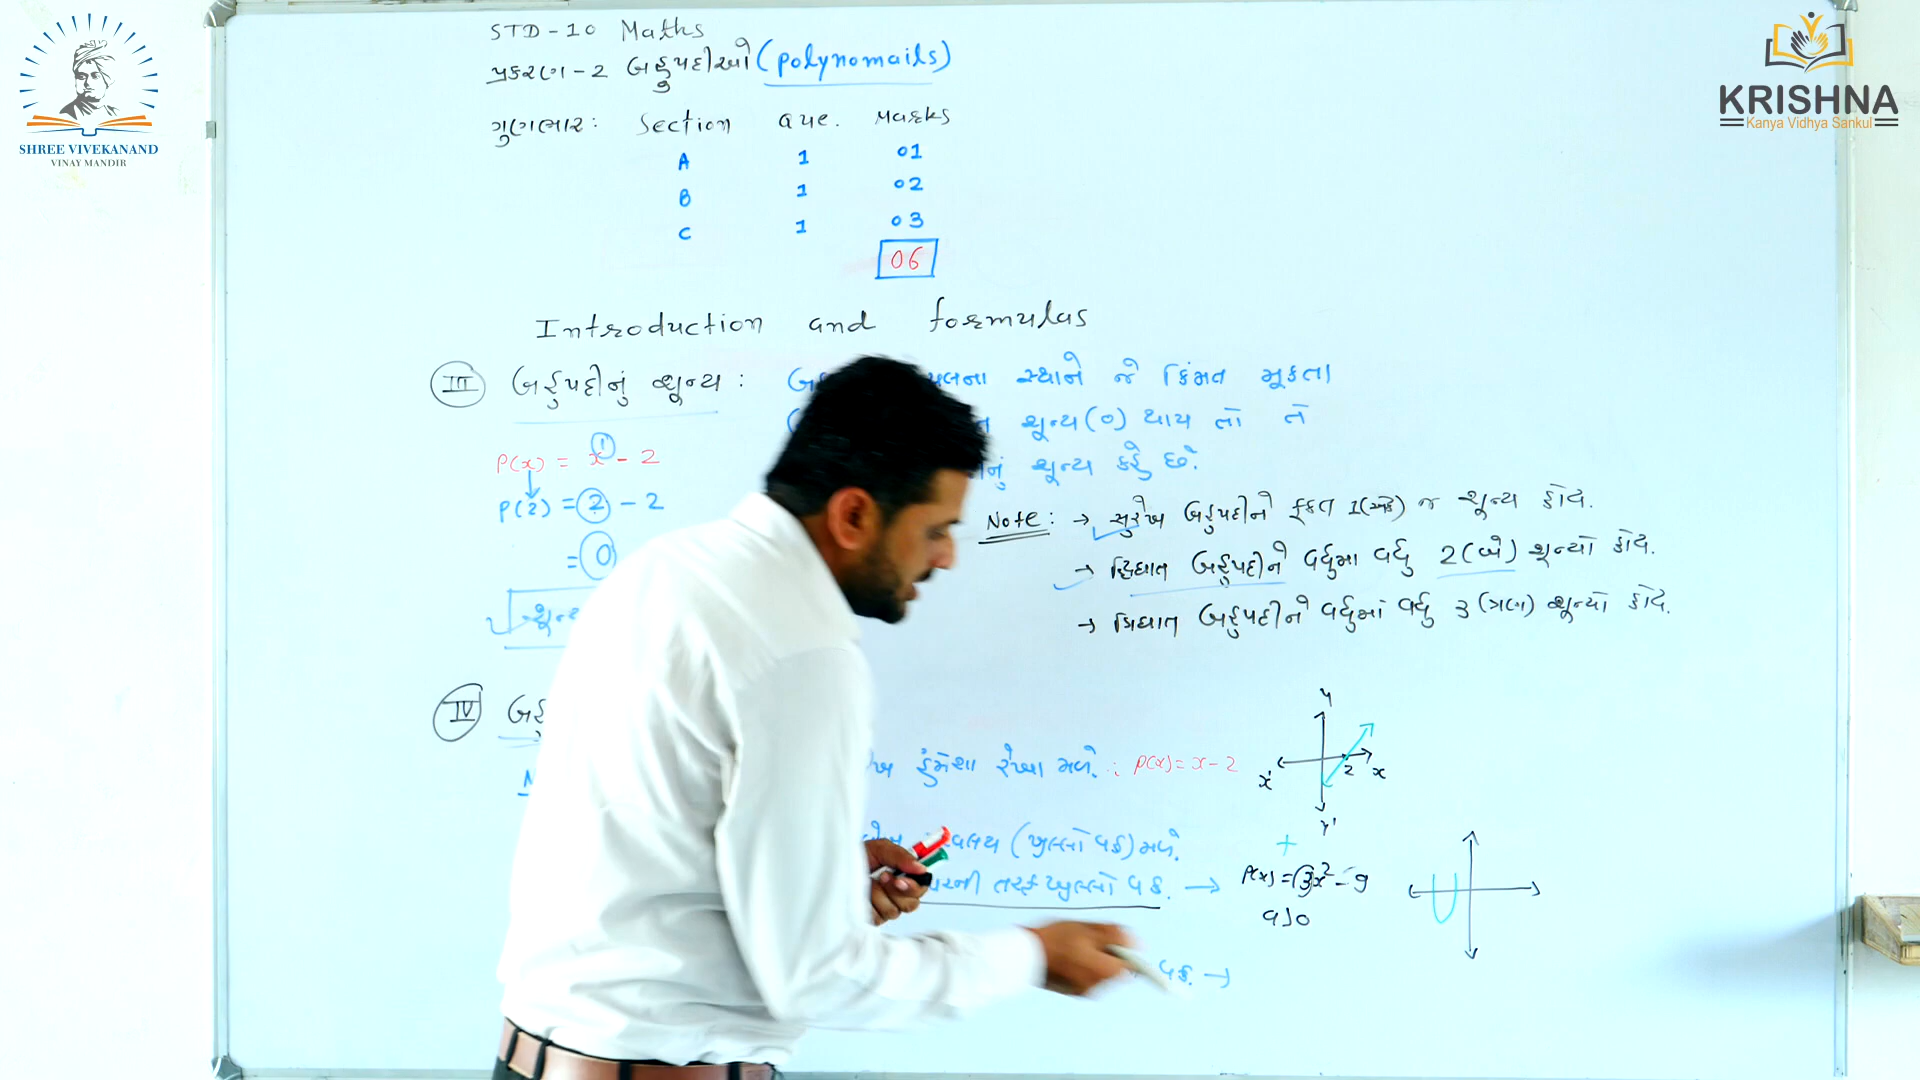 SHREE VIVEKANAND
VINAY MANDIR
KRISHNA
Kanya Vidhya Sankul
STD-10 Maths
પ્રકરણ-2 બહુપદીઓ (polynomails)
ગુણભાર: Section Que. Marks
A 1 01
B 1 02
C 1 03
06
Introduction and formulas
III બહુપદીનું શૂન્ય : સ્થાને જે કિંમત મૂકતા
શૂન્ય(0) થાય તો તે
શૂન્ય કહે છે.
P(x) = x¹ - 2
P(2) = 2 - 2
= 0
Note: → સુરેખ બહુપદીને ફકત 1(એક) જ શૂન્ય હોય.
→ દ્વિઘાત બહુપદીને વધુમા વધુ 2(બે) શૂન્યો હોય.
→ ત્રિઘાત બહુપદીને વધુમાં વધુ 3(ત્રણ) શૂન્યો હોય.
IV
હંમેશા રેખા મળે. ∴ P(x) = x-2
y
x' 2 x
y'
(ખુલ્લો વક્ર) મળે.
તરફ ખુલ્લો વક્ર. → P(x) = 3x² - 9
+
a>0
વક્ર. →